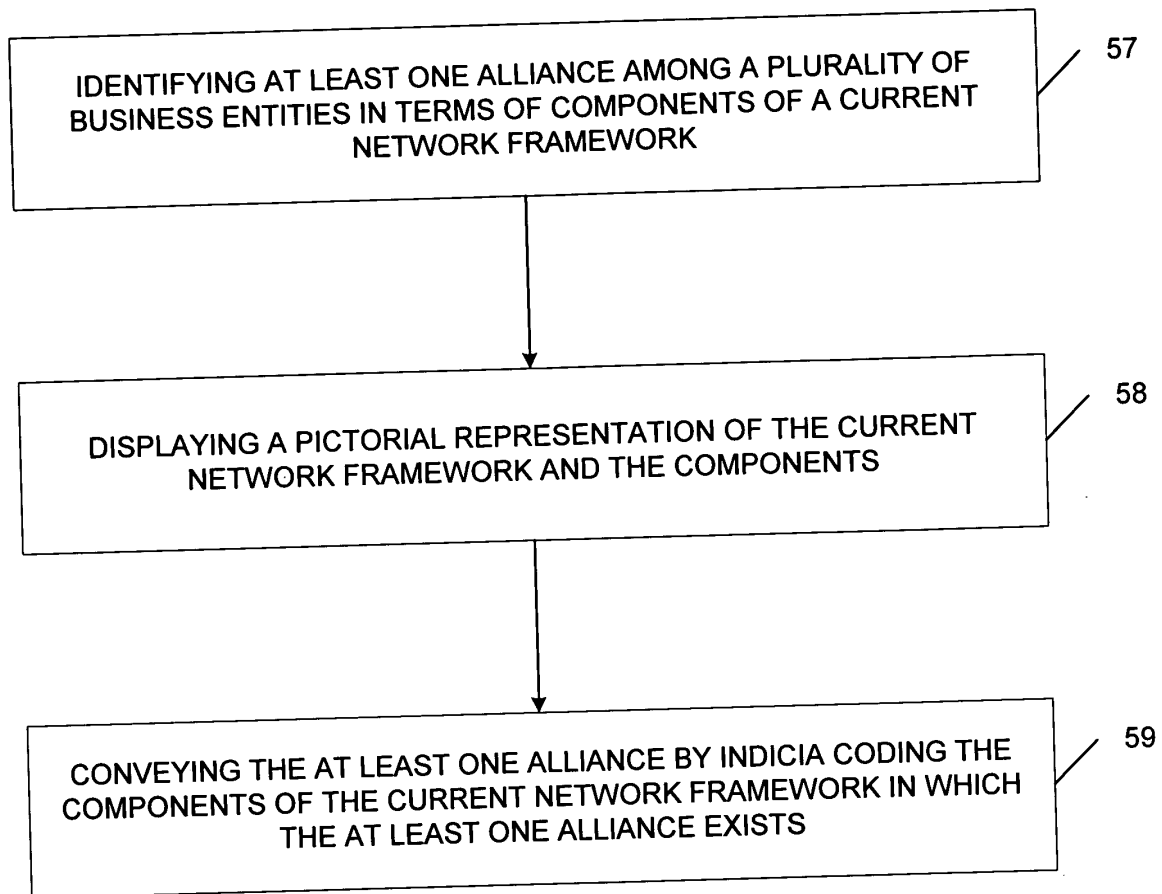 IDENTIFYING AT LEAST ONE ALLIANCE AMONG A PLURALITY OF
BUSINESS ENTITIES IN TERMS OF COMPONENTS OF A CURRENT
NETWORK FRAMEWORK
57
DISPLAYING A PICTORIAL REPRESENTATION OF THE CURRENT
NETWORK FRAMEWORK AND THE COMPONENTS
58
CONVEYING THE AT LEAST ONE ALLIANCE BY INDICIA CODING THE
COMPONENTS OF THE CURRENT NETWORK FRAMEWORK IN WHICH
THE AT LEAST ONE ALLIANCE EXISTS
59